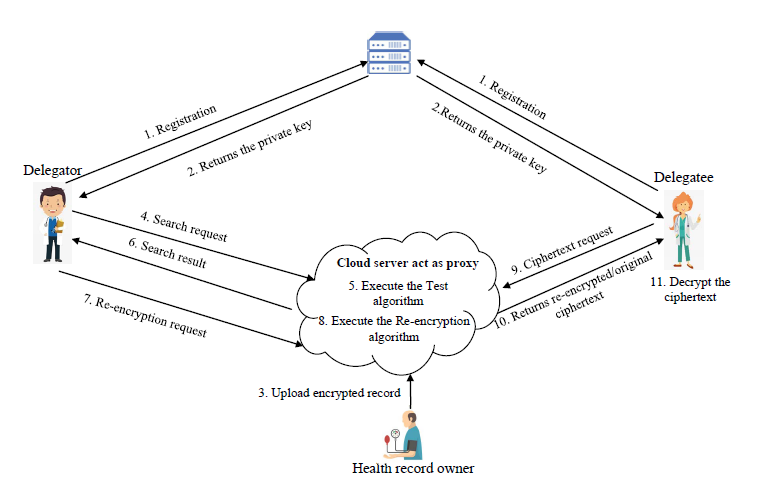 1. Registration
1. Registration
2. Returns the private key
2.Returns the private key
Delegator
Delegatee
4. Search request
6. Search result
7. Re-encryption request
Cloud server act as proxy
5. Execute the Test
algorithm
8. Execute the Re-encryption
algorithm
9. Ciphertext request
10. Returns re-encrypted/original
ciphertext
11. Decrypt the
ciphertext
3. Upload encrypted record
Health record owner